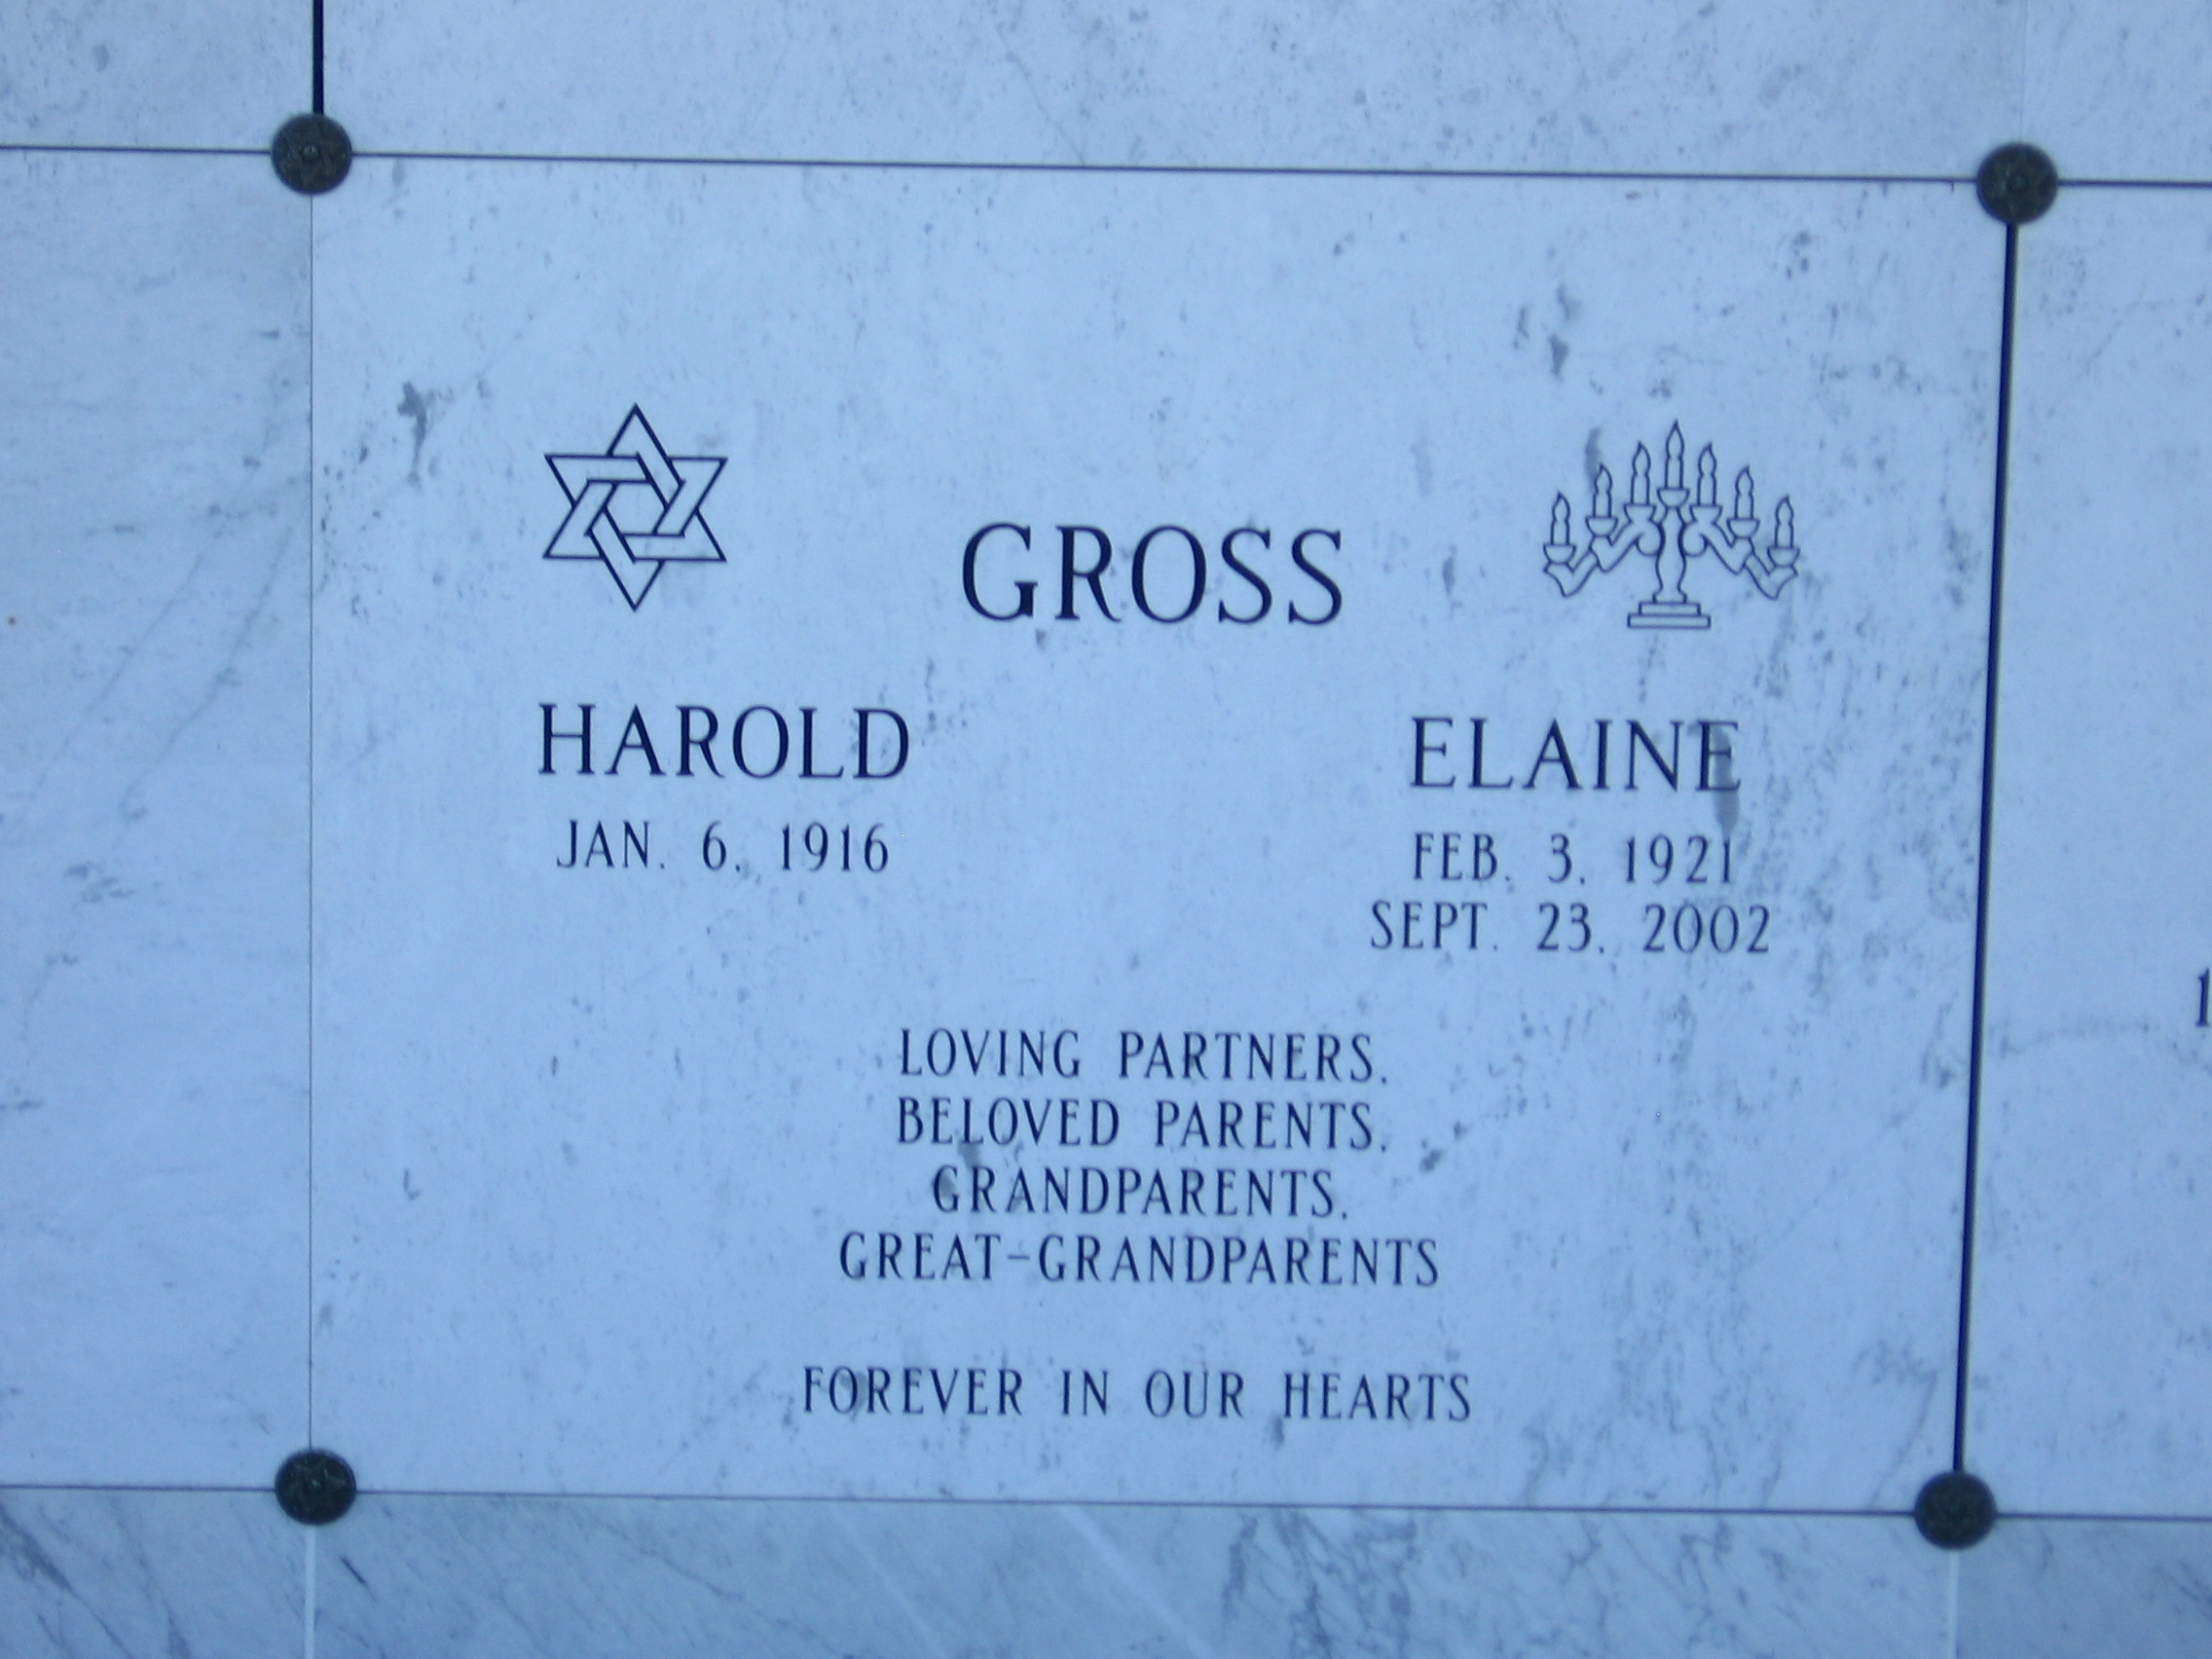 GROSS
HAROLD
JAN. 6, 1916
ELAINE
FEB. 3, 1921
SEPT. 23, 2002
LOVING PARTNERS,
BELOVED PARENTS,
GRANDPARENTS,
GREAT-GRANDPARENTS
FOREVER IN OUR HEARTS